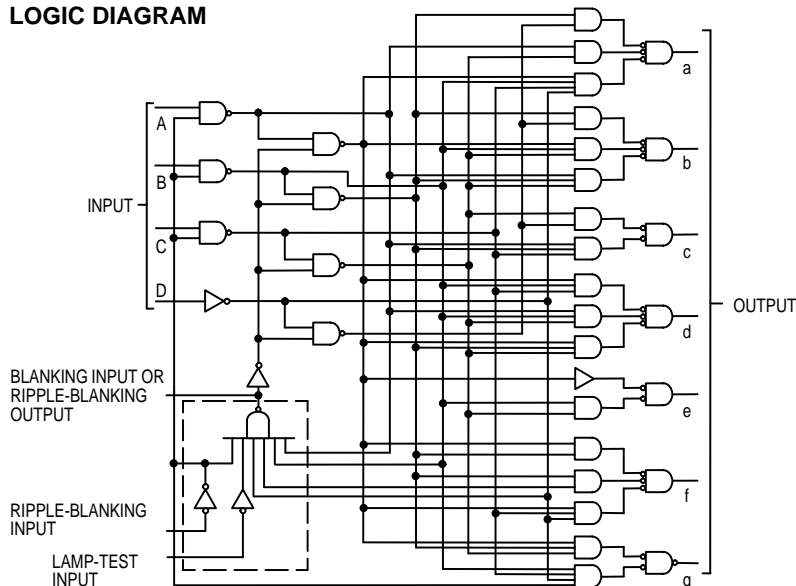 LOGIC DIAGRAM
A
B
INPUT
C
D
BLANKING INPUT OR
RIPPLE-BLANKING
OUTPUT
RIPPLE-BLANKING
INPUT
LAMP-TEST
INPUT
a
b
c
d
OUTPUT
e
f
g